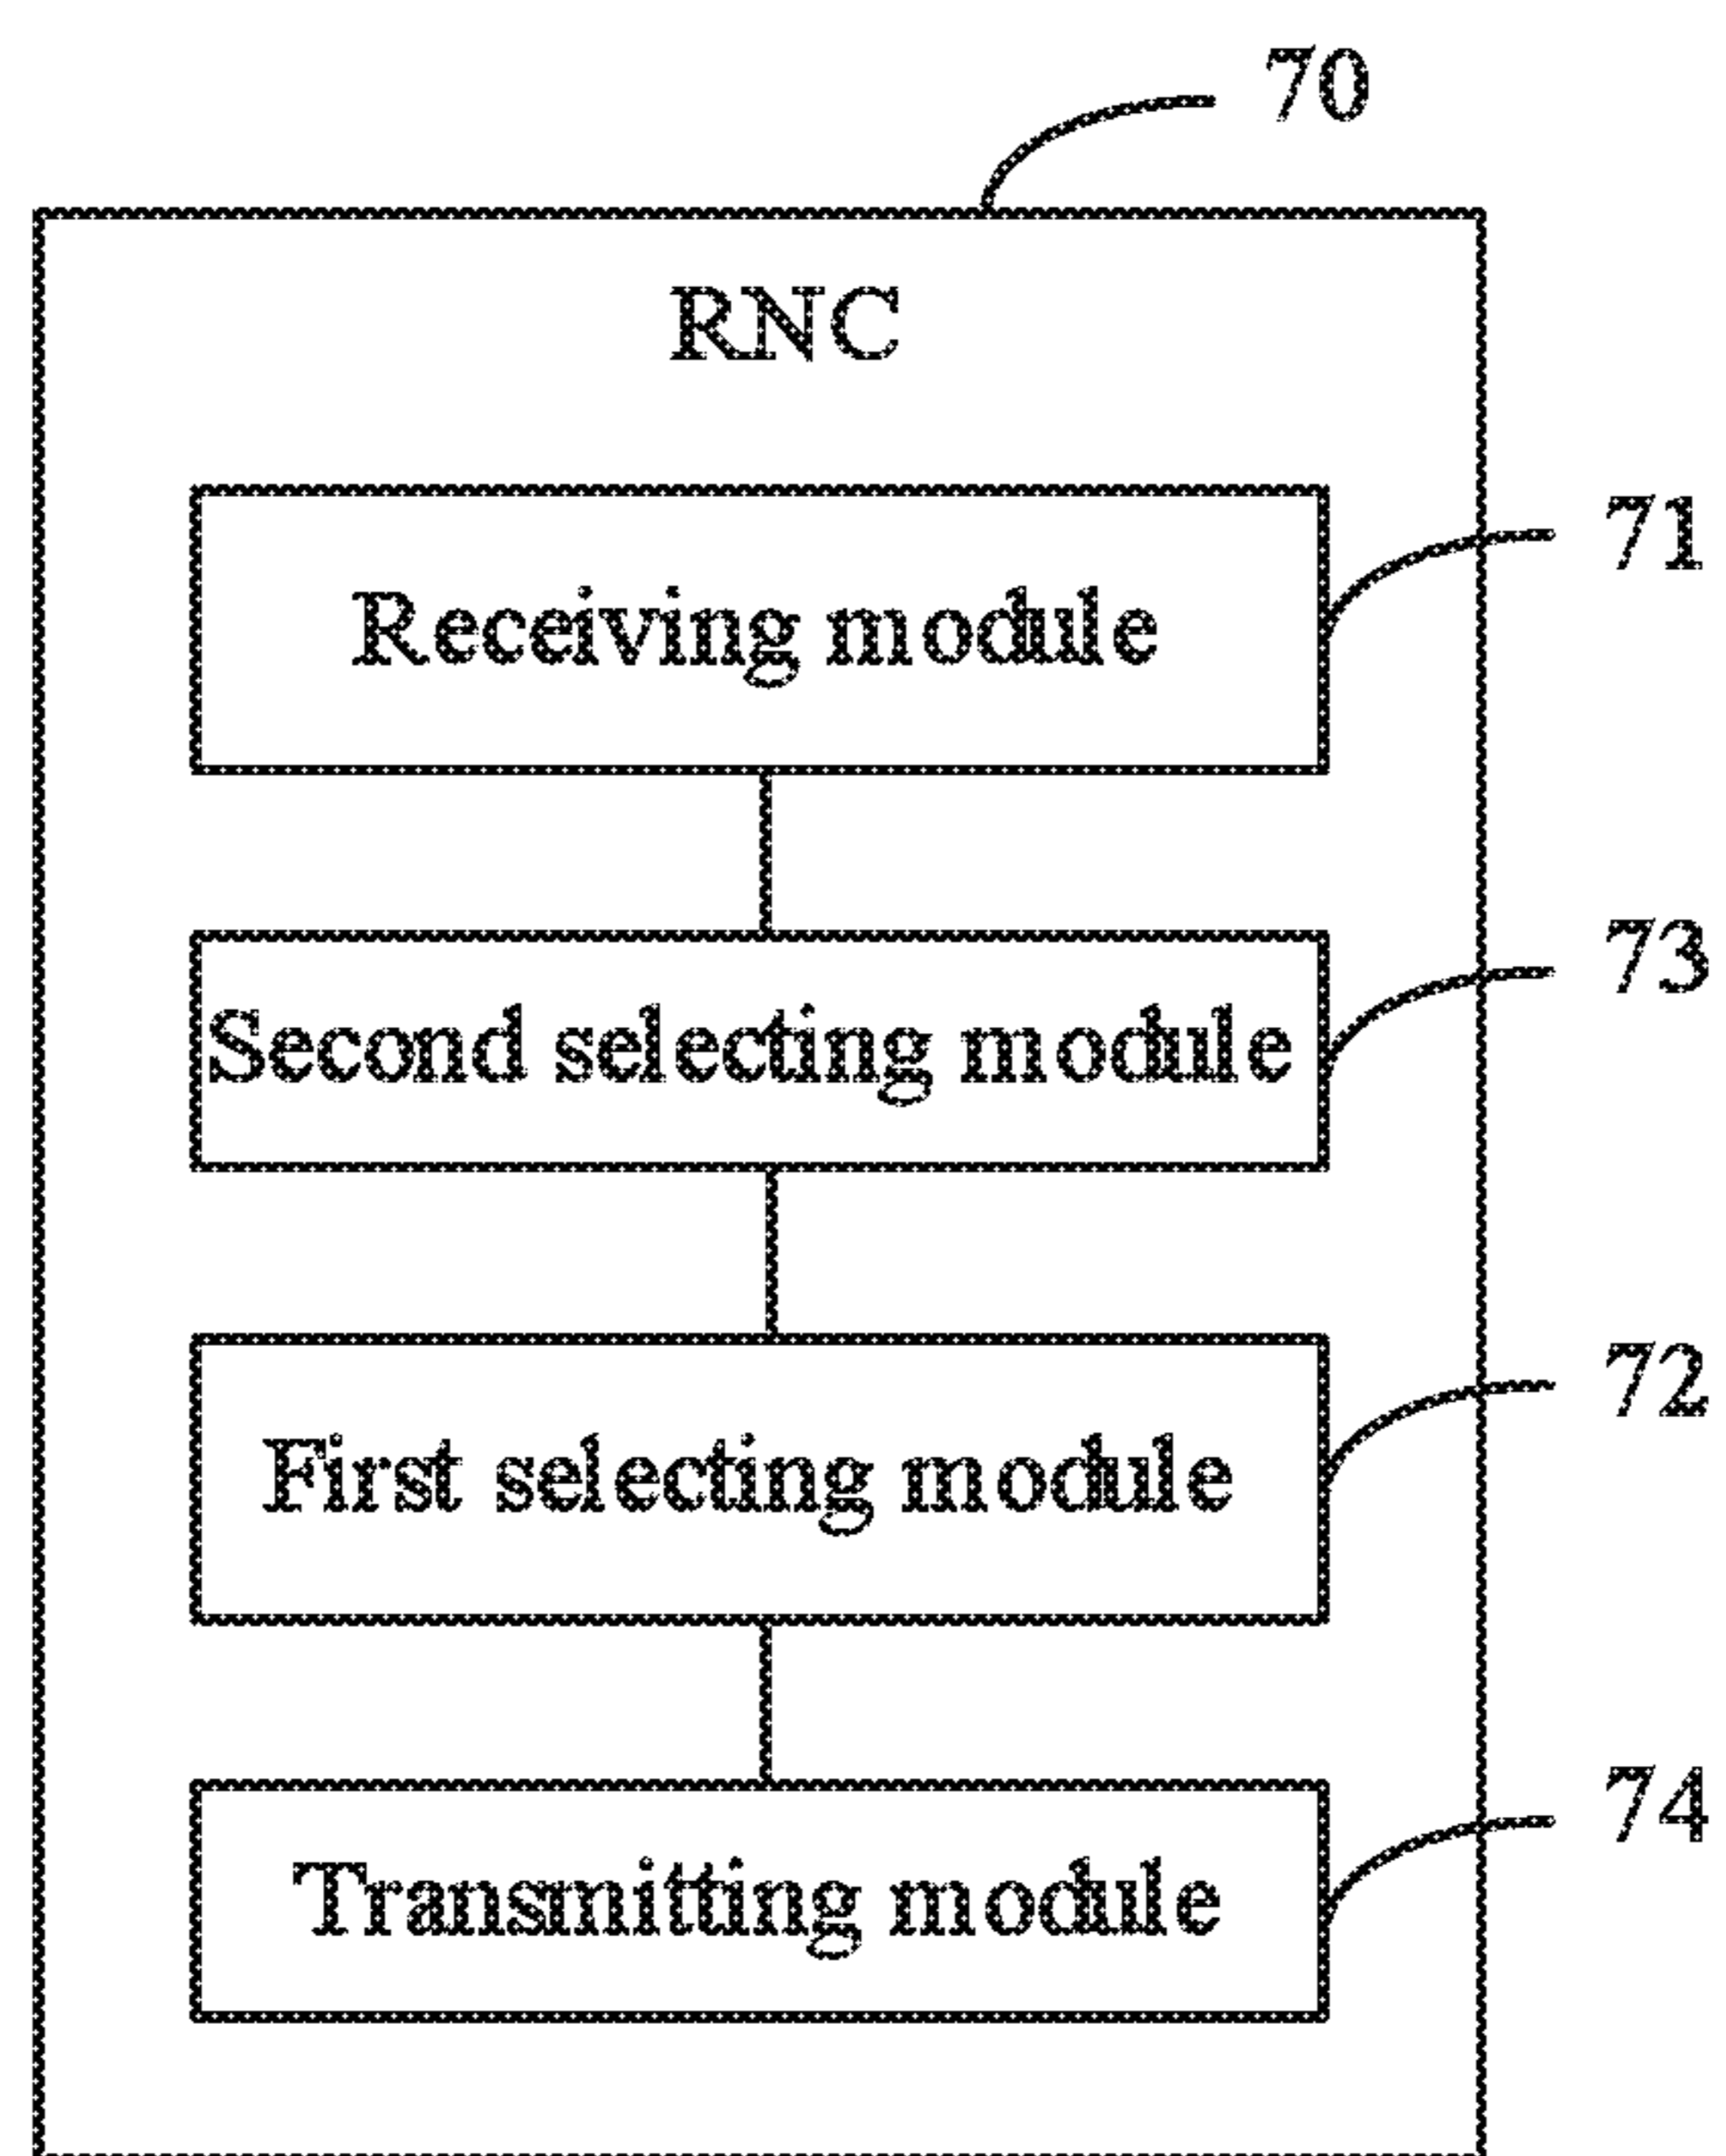 70
RNC
Receiving module
71
Second selecting module
73
First selecting module
72
Transmitting module
74